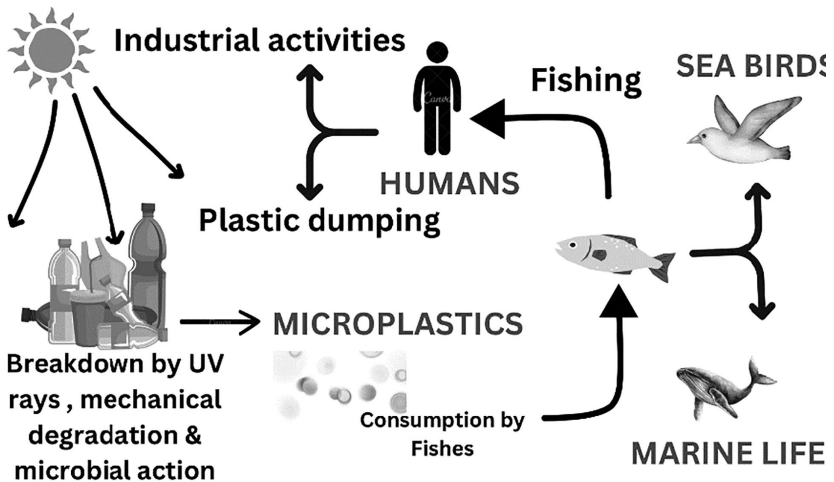 Industrial activities
Fishing
SEA BIRDS
Canva
HUMANS
Plastic dumping
MICROPLASTICS
Breakdown by UV
rays , mechanical
degradation &
microbial action
Consumption by
Fishes
MARINE LIFE